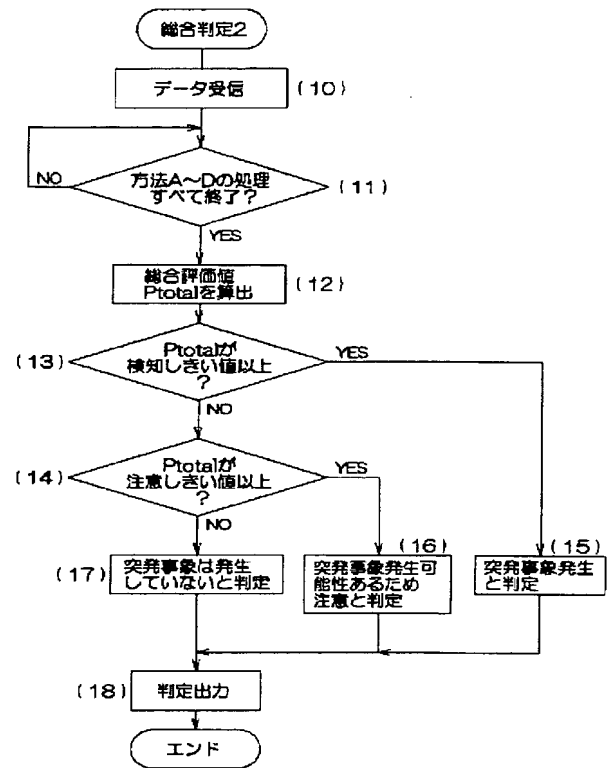 総合判定2
データ受信
(10)
NO
方法A〜Dの処理
すべて終了?
(11)
YES
総合評価値
Ptotalを算出
(12)
(13)
Ptotalが
検知しきい値以上
?
YES
NO
(14)
Ptotalが
注意しきい値以上
?
YES
NO
(17)
突発事象は発生
していないと判定
(16)
突発事象発生可
能性あるため
注意と判定
(15)
突発事象発生
と判定
(18)
判定出力
エンド